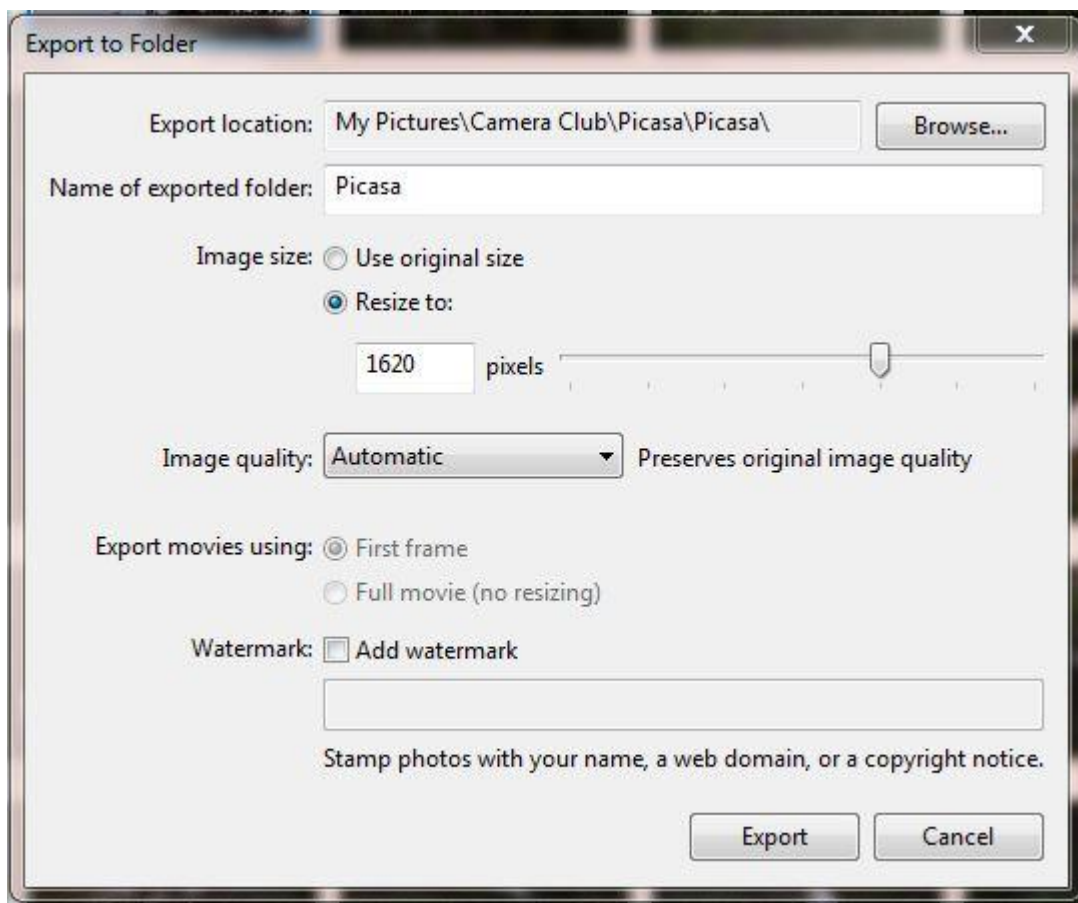 Export to Folder
x
Export location: My Pictures\Camera Club\Picasa\Picasa\ Browse...
Name of exported folder: Picasa
Image size: Use original size
Resize to:
1620 pixels
Image quality: Automatic Preserves original image quality
Export movies using: First frame
Full movie (no resizing)
Watermark: Add watermark
Stamp photos with your name, a web domain, or a copyright notice.
Export Cancel